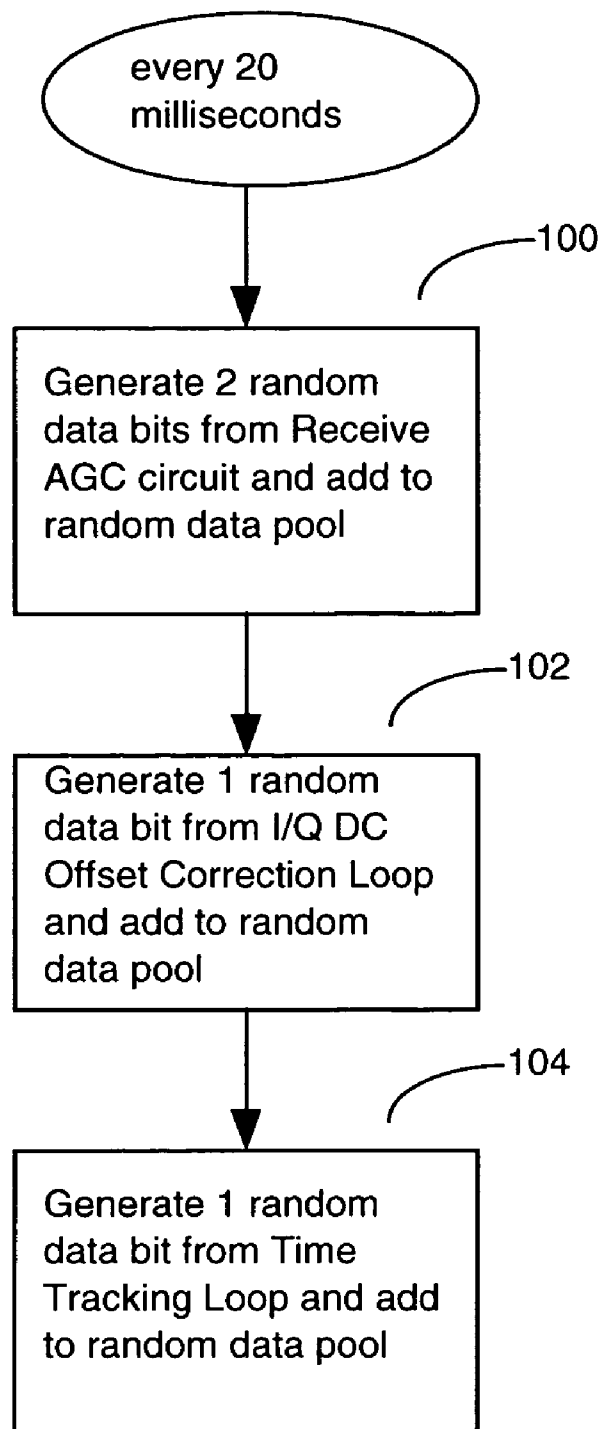 every 20
milliseconds
100
Generate 2 random
data bits from Receive
AGC circuit and add to
random data pool
102
Generate 1 random
data bit from I/Q DC
Offset Correction Loop
and add to random
data pool
104
Generate 1 random
data bit from Time
Tracking Loop and add
to random data pool